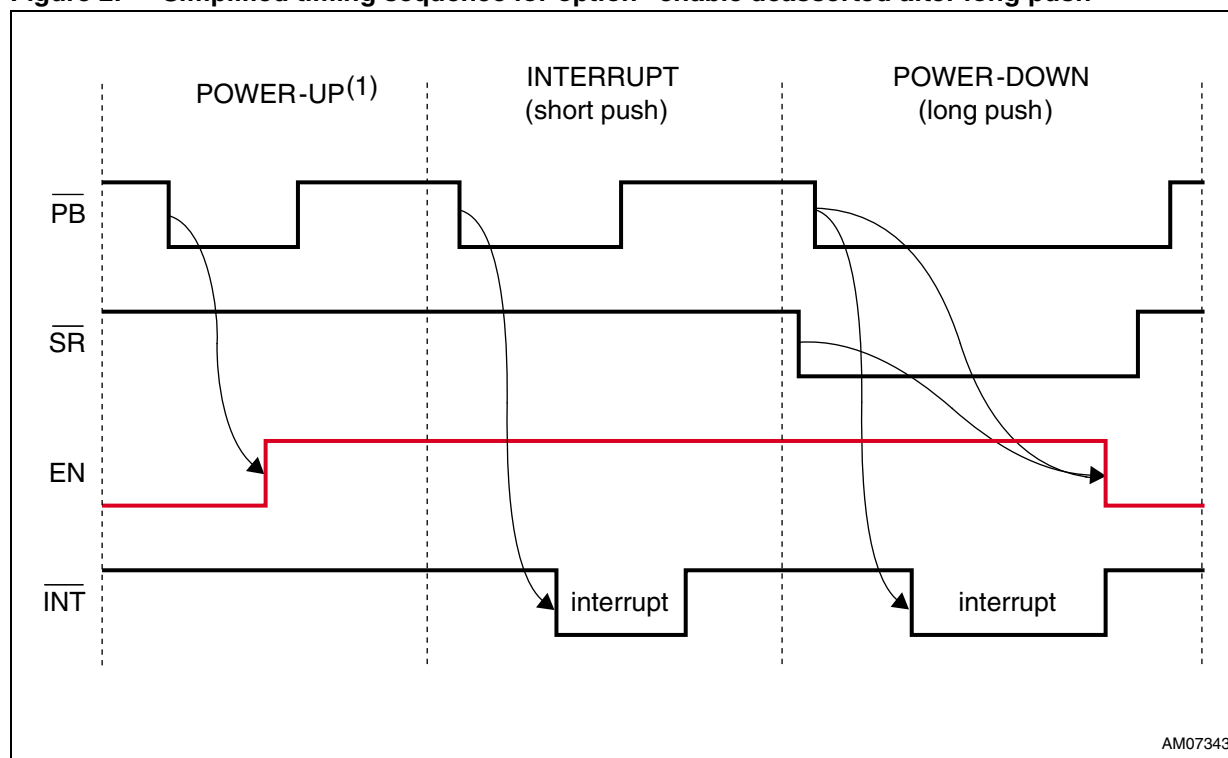 Figure 2. Simplified timing sequence for option "enable deasserted after long push"
POWER-UP(1)
INTERRUPT
(short push)
POWER-DOWN
(long push)
PB
SR
EN
INT
interrupt
interrupt
AM07343